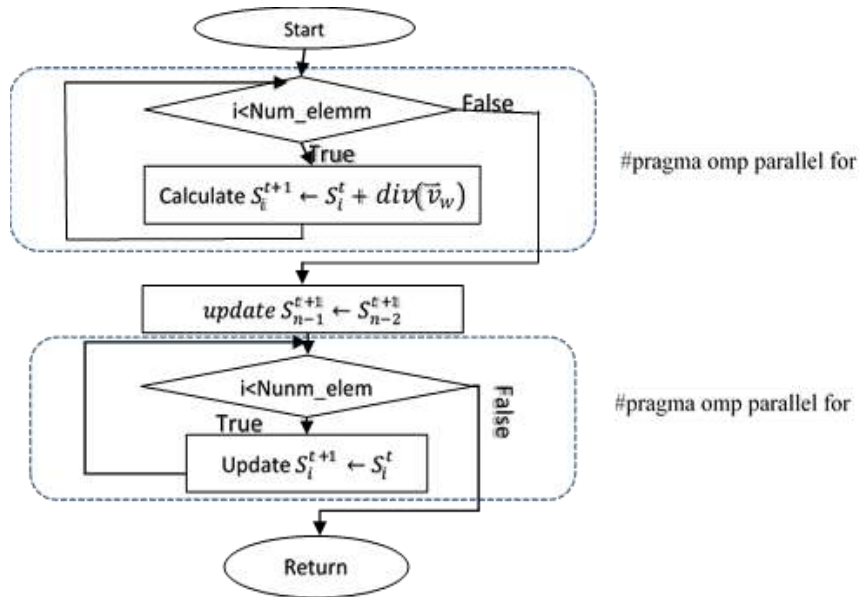 Start
i<Num_elemm
False
True
#pragma omp parallel for
Calculate S_i^{t+1} ← S_i^t + div(v⃗_w)
update S_{n-1}^{t+1} ← S_{n-2}^{t+1}
i<Nunm_elem
False
True
#pragma omp parallel for
Update S_i^{t+1} ← S_i^t
Return